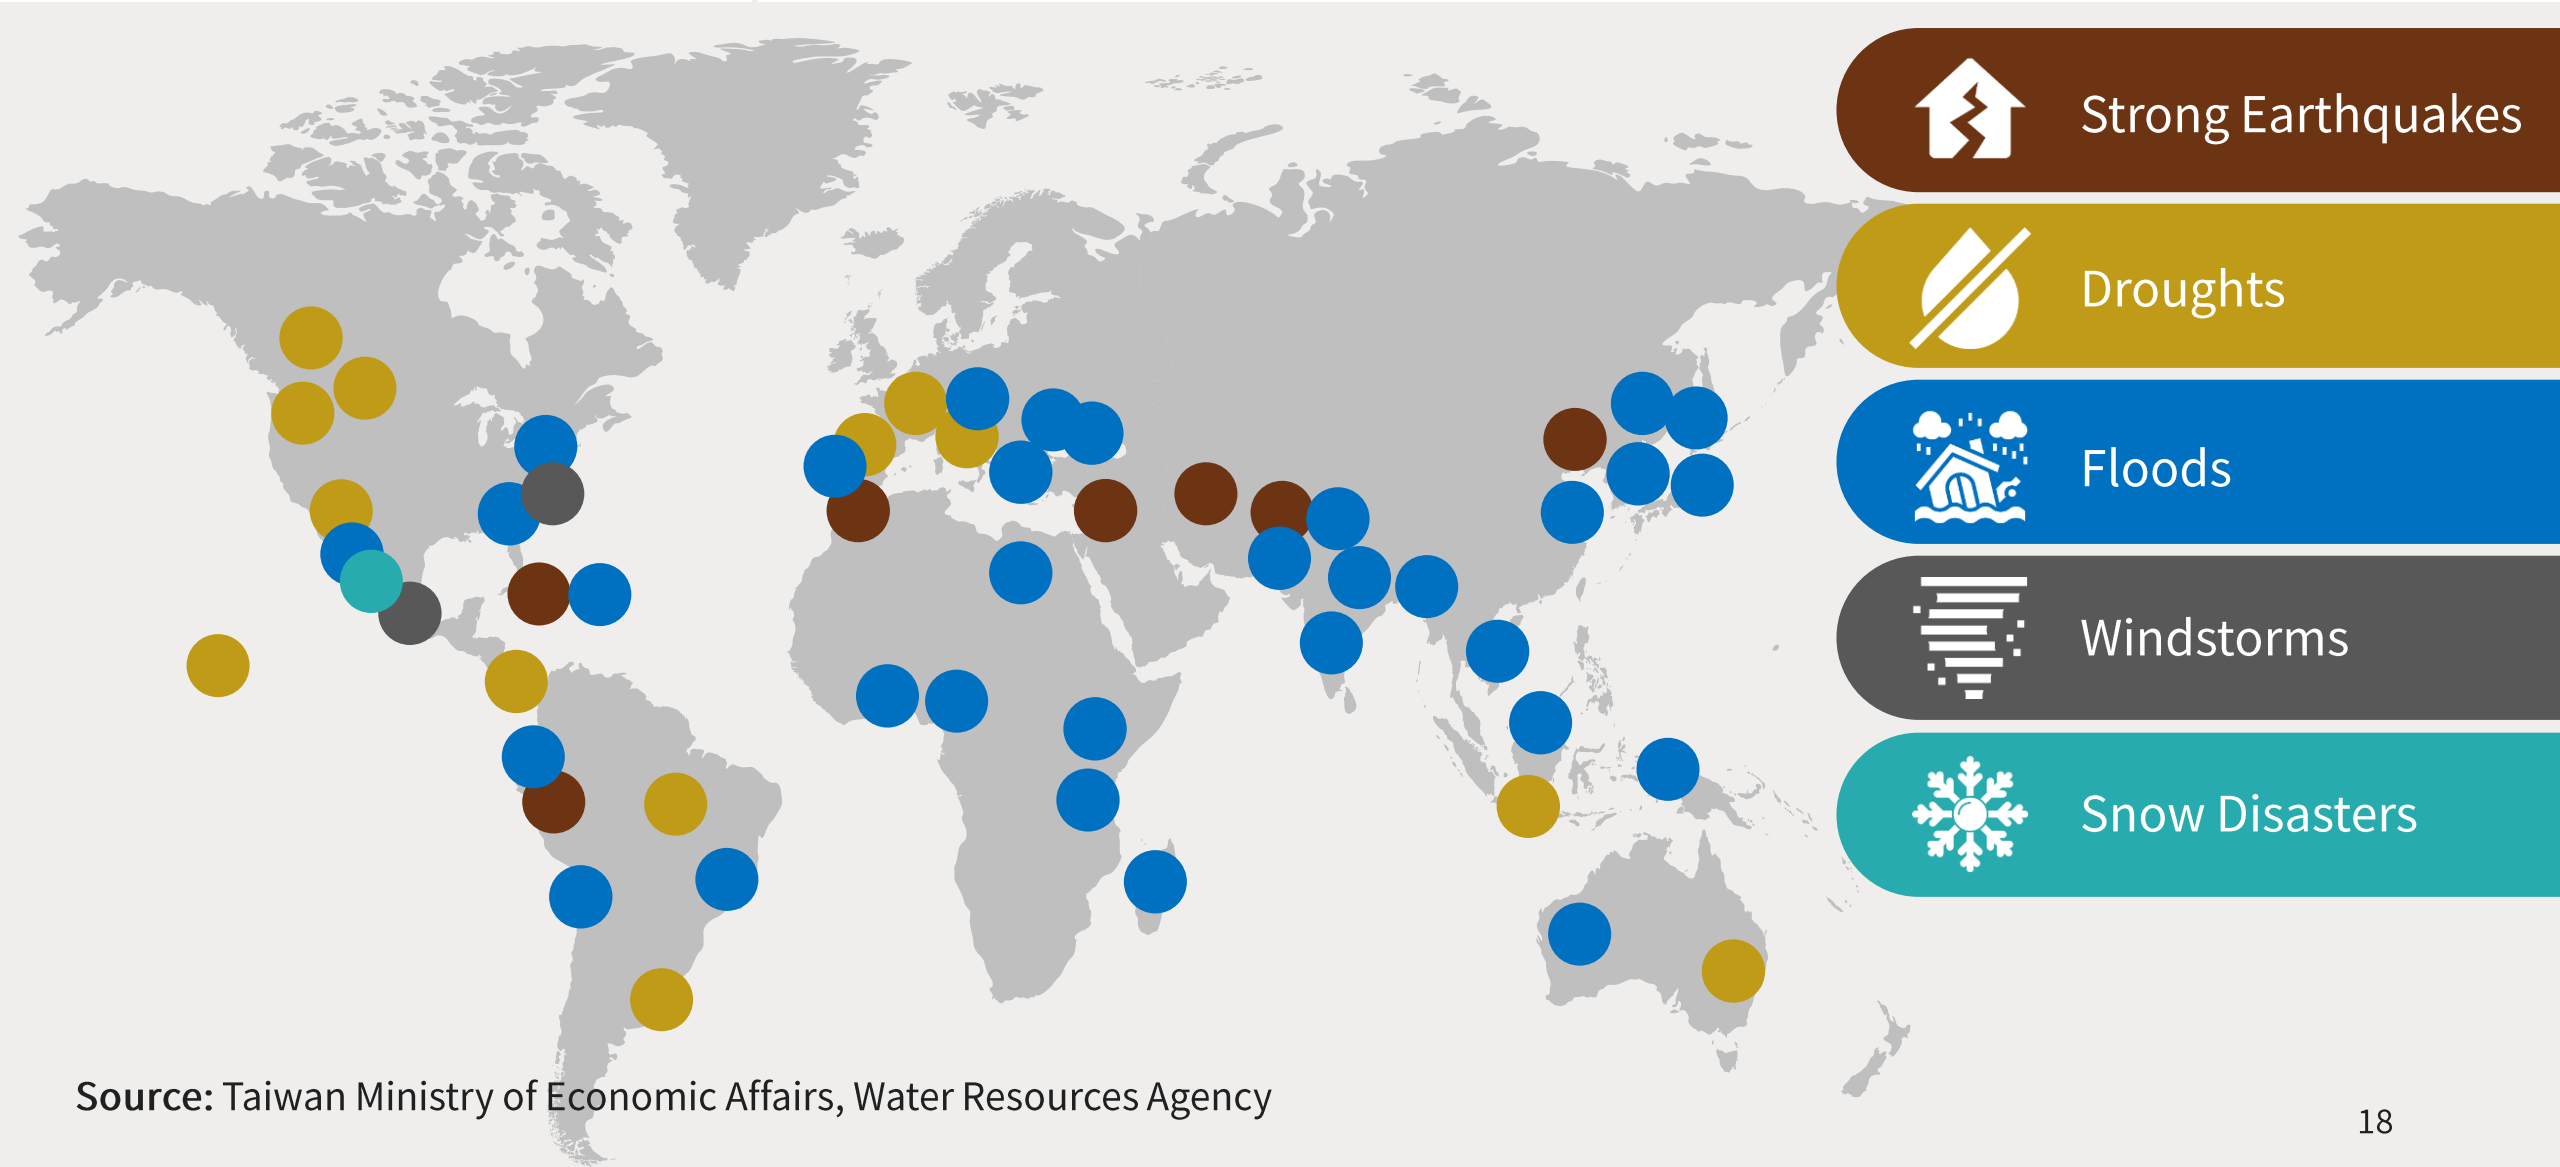 Strong Earthquakes
Droughts
Floods
Windstorms
Snow Disasters
Source: Taiwan Ministry of Economic Affairs, Water Resources Agency
18